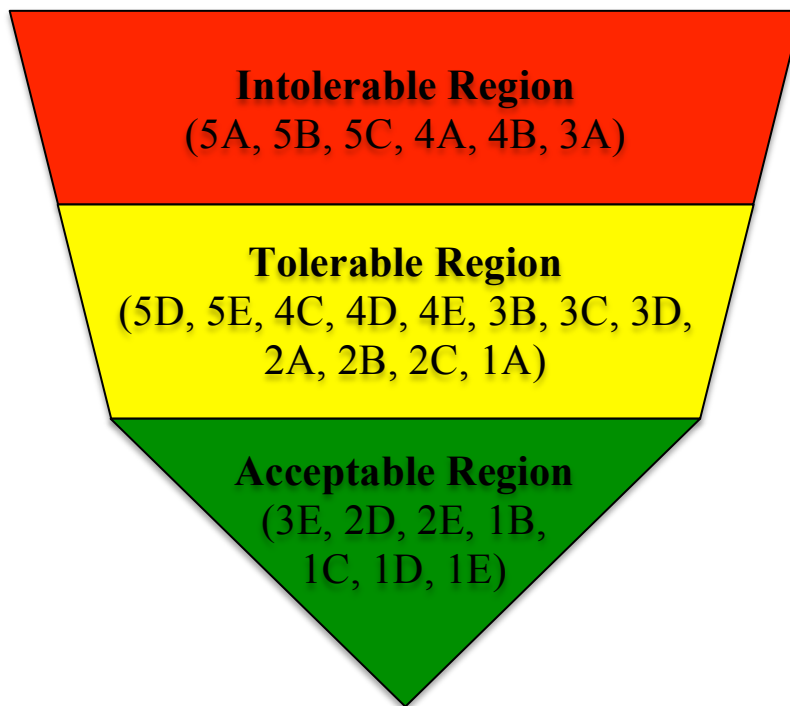 Intolerable Region
(5A, 5B, 5C, 4A, 4B, 3A)
Tolerable Region
(5D, 5E, 4C, 4D, 4E, 3B, 3C, 3D,
2A, 2B, 2C, 1A)
Acceptable Region
(3E, 2D, 2E, 1B,
1C, 1D, 1E)